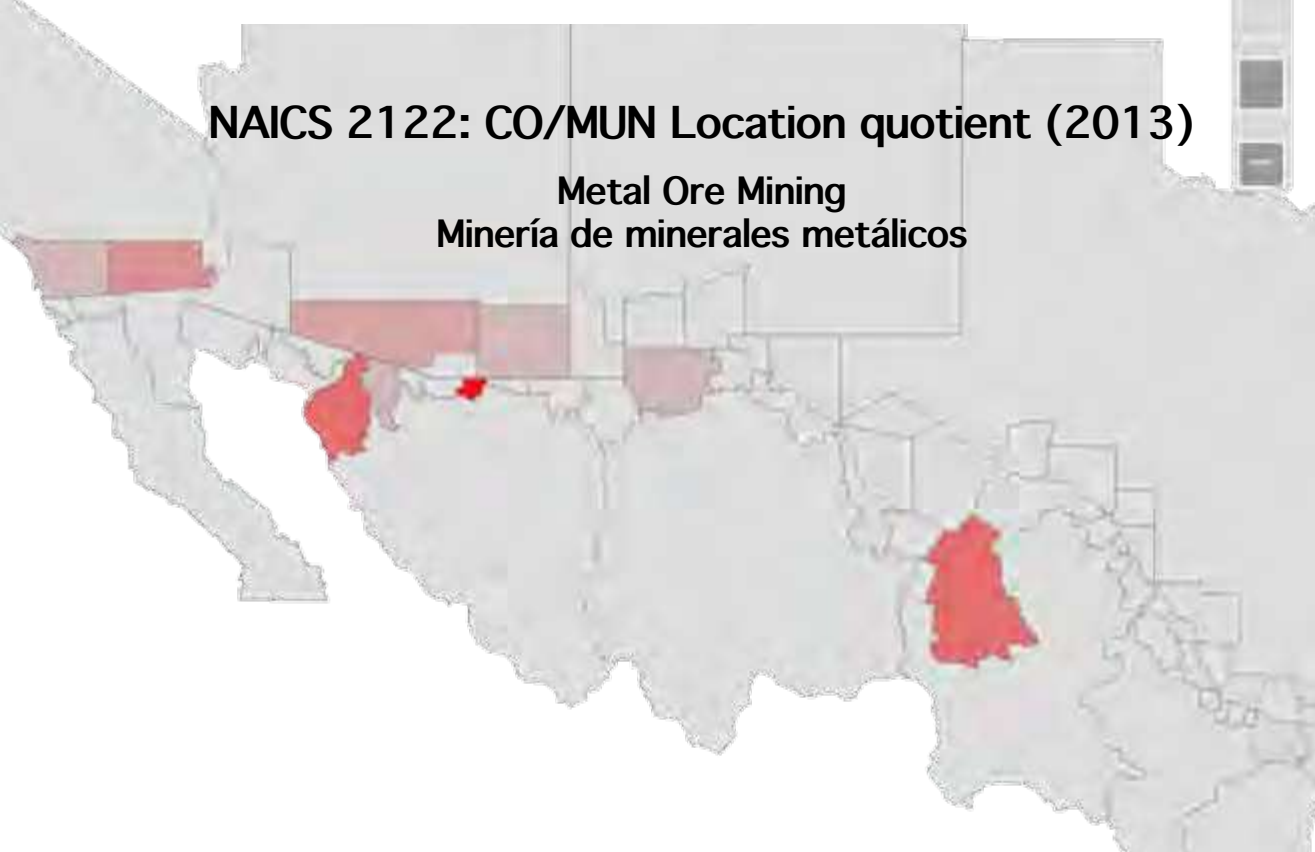 NAICS 2122: CO/MUN Location quotient (2013)
Metal Ore Mining
Minería de minerales metálicos